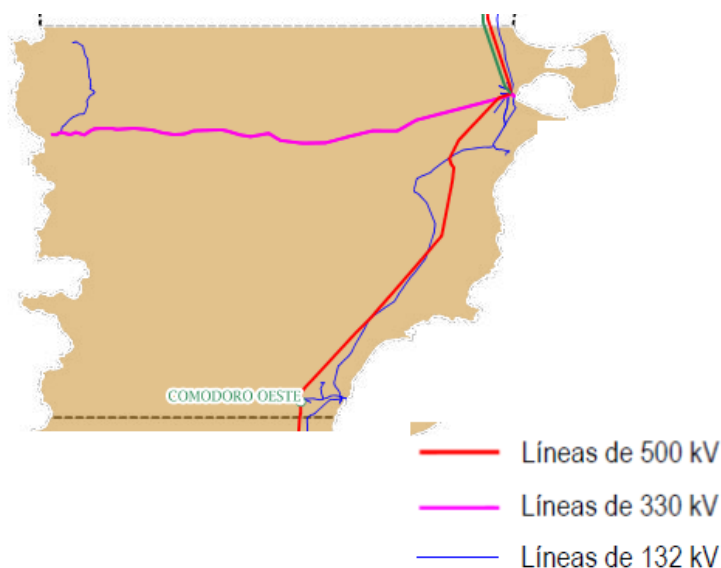 COMODORO OESTE
Líneas de 500 kV
Líneas de 330 kV
Líneas de 132 kV